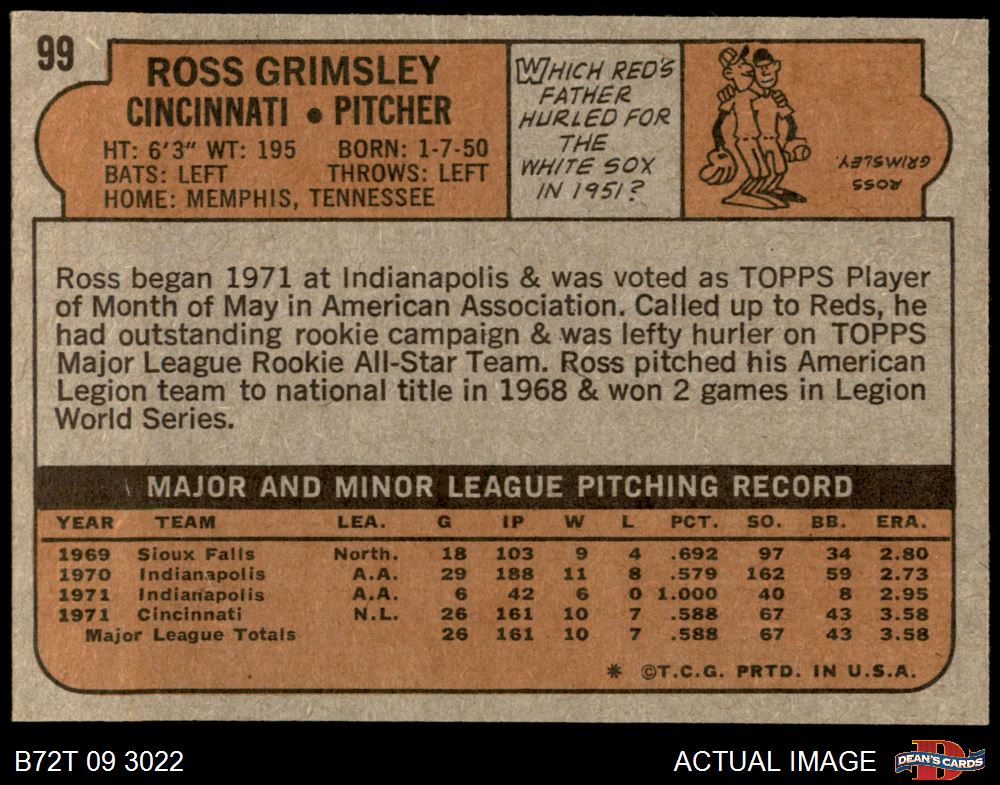 99
ROSS GRIMSLEY
CINCINNATI • PITCHER
HT: 6'3" WT: 195 BORN: 1-7-50
BATS: LEFT THROWS: LEFT
HOME: MEMPHIS, TENNESSEE
WHICH RED'S
FATHER
HURLED FOR
THE
WHITE SOX
IN 1951?
ROSS
GRIMSLEY.
Ross began 1971 at Indianapolis & was voted as TOPPS Player
of Month of May in American Association. Called up to Reds, he
had outstanding rookie campaign & was lefty hurler on TOPPS
Major League Rookie All-Star Team. Ross pitched his American
Legion team to national title in 1968 & won 2 games in Legion
World Series.
MAJOR AND MINOR LEAGUE PITCHING RECORD
YEAR TEAM LEA. G IP W L PCT. SO. BB. ERA.
1969 Sioux Falls North. 18 103 9 4 .692 97 34 2.80
1970 Indianapolis A.A. 29 188 11 8 .579 162 59 2.73
1971 Indianapolis A.A. 6 42 6 0 1.000 40 8 2.95
1971 Cincinnati N.L. 26 161 10 7 .588 67 43 3.58
Major League Totals 26 161 10 7 .588 67 43 3.58
* ©T.C.G. PRTD. IN U.S.A.
B72T 09 3022 ACTUAL IMAGE DEAN'S CARDS